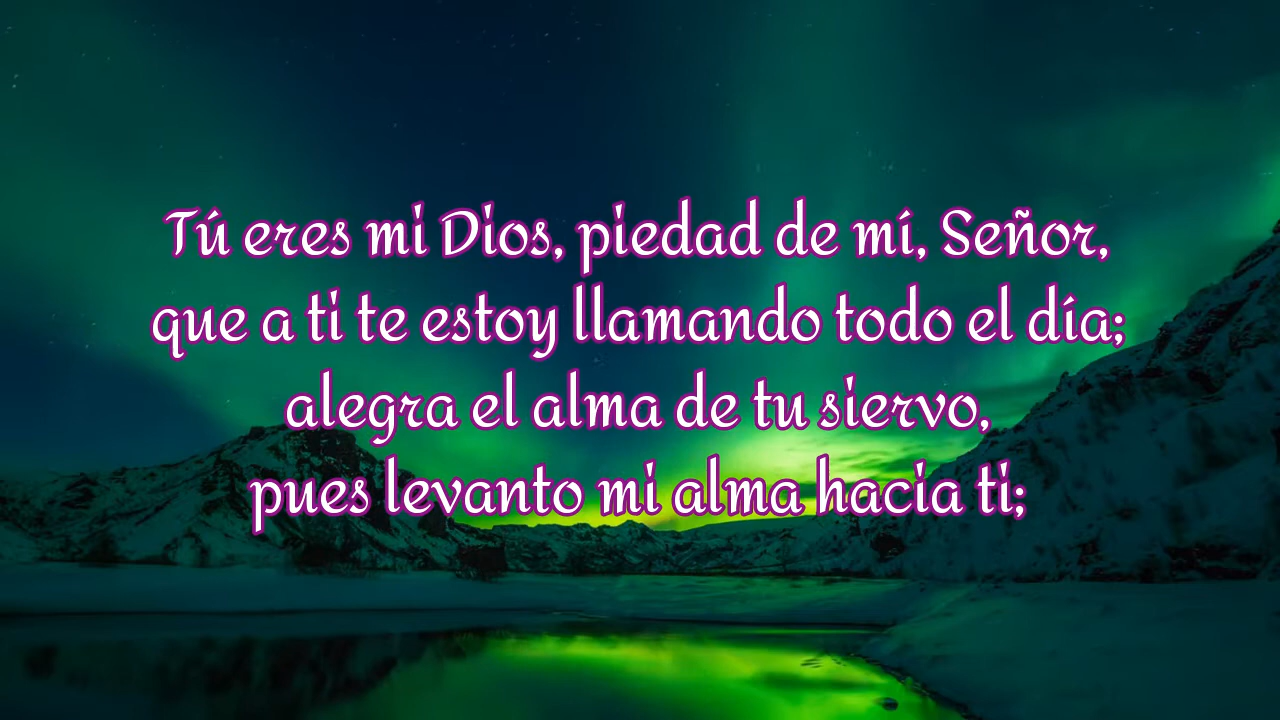 Tú eres mi Dios, piedad de mí, Señor,
que a ti te estoy llamando todo el día;
alegra el alma de tu siervo,
pues levanto mi alma hacia ti;